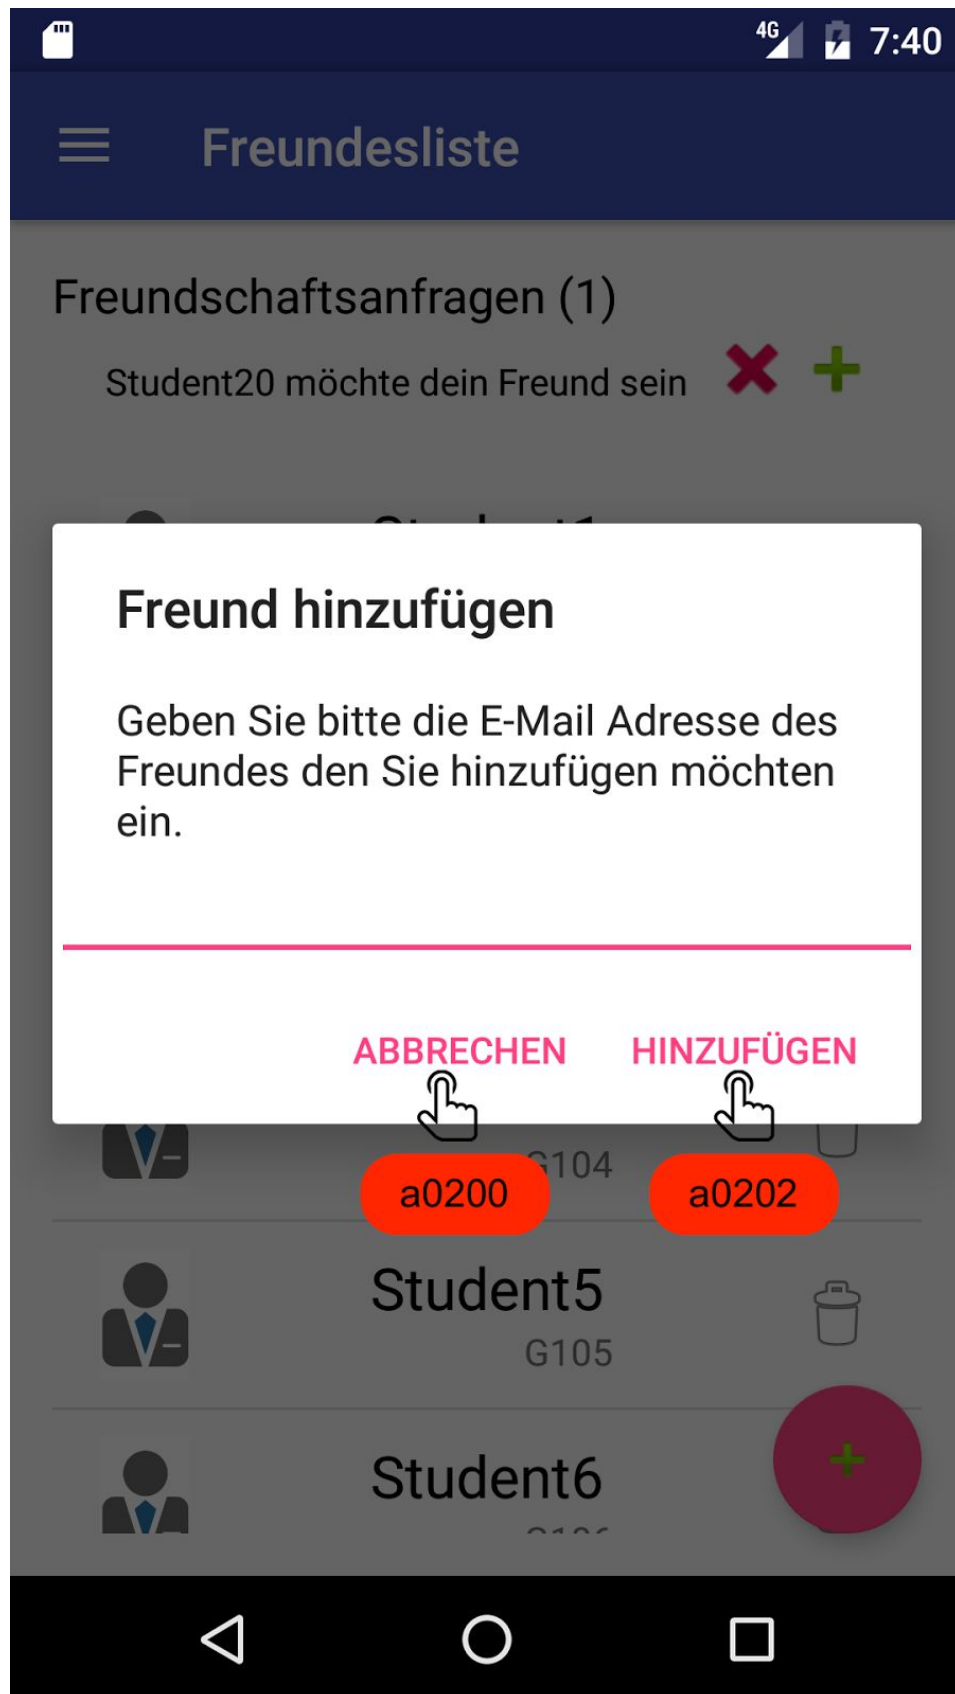 4G 7:40
Freundesliste
Freundschaftsanfragen (1)
Student20 möchte dein Freund sein
Freund hinzufügen
Geben Sie bitte die E-Mail Adresse des
Freundes den Sie hinzufügen möchten
ein.
ABBRECHEN HINZUFÜGEN
G104
a0200 a0202
Student5
G105
Student6